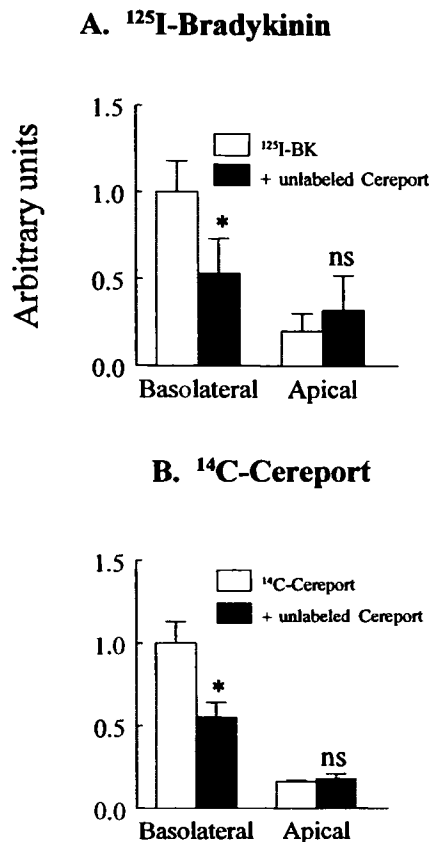 A. ¹²⁵I-Bradykinin
Arbitrary units
1.5
1.0
0.5
0.0
¹²⁵I-BK
+ unlabeled Cereport
*
ns
Basolateral Apical
B. ¹⁴C-Cereport
1.5
1.0
0.5
0.0
¹⁴C-Cereport
+ unlabeled Cereport
*
ns
Basolateral Apical